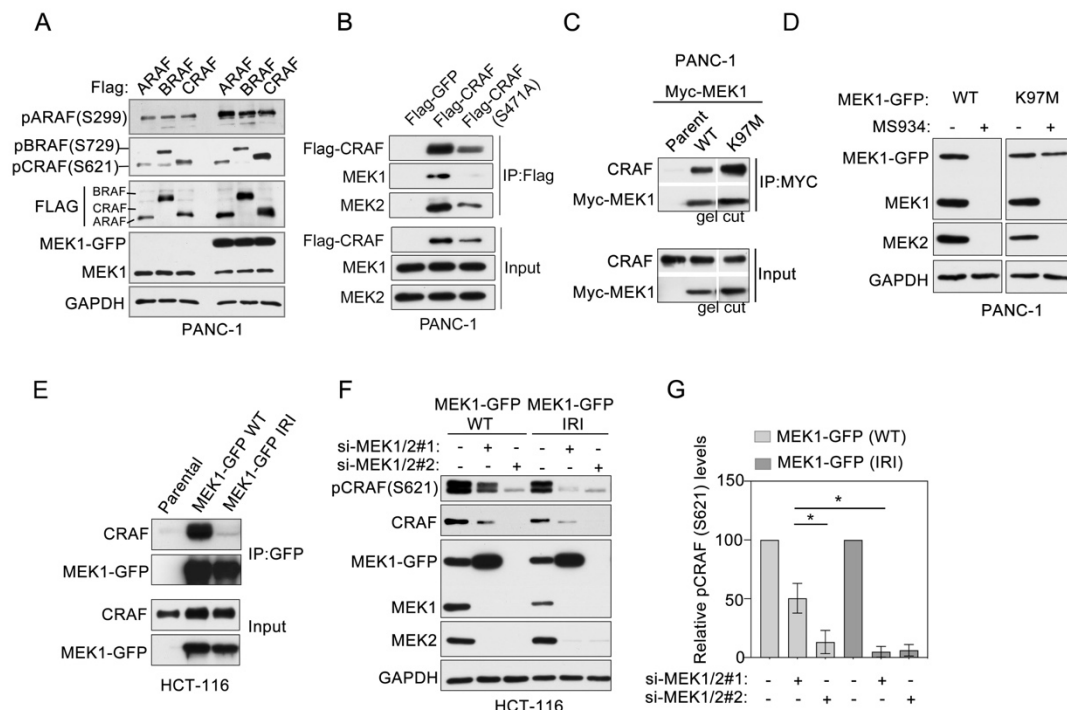 A
Flag: ARAF BRAF CRAF ARAF BRAF CRAF
pARAF(S299)
pBRAF(S729)
pCRAF(S621)
FLAG BRAF CRAF ARAF
MEK1-GFP
MEK1
GAPDH
PANC-1
B
Flag-GFP Flag-CRAF Flag-CRAF (S471A)
Flag-CRAF
MEK1
MEK2
IP:Flag
Flag-CRAF
MEK1
MEK2
Input
PANC-1
C
PANC-1
Myc-MEK1
Parent WT K97M
CRAF
Myc-MEK1
IP:MYC
gel cut
CRAF
Myc-MEK1
Input
gel cut
D
MEK1-GFP: WT K97M
MS934: - + - +
MEK1-GFP
MEK1
MEK2
GAPDH
PANC-1
E
Parental MEK1-GFP WT MEK1-GFP IRI
CRAF
MEK1-GFP
IP:GFP
CRAF
MEK1-GFP
Input
HCT-116
F
MEK1-GFP MEK1-GFP
WT IRI
si-MEK1/2#1: - + - - + -
si-MEK1/2#2: - - + - - +
pCRAF(S621)
CRAF
MEK1-GFP
MEK1
MEK2
GAPDH
HCT-116
G
MEK1-GFP (WT)
MEK1-GFP (IRI)
Relative pCRAF (S621) levels
150
100
50
0
*
*
si-MEK1/2#1: - + - - + -
si-MEK1/2#2: - - + - - +